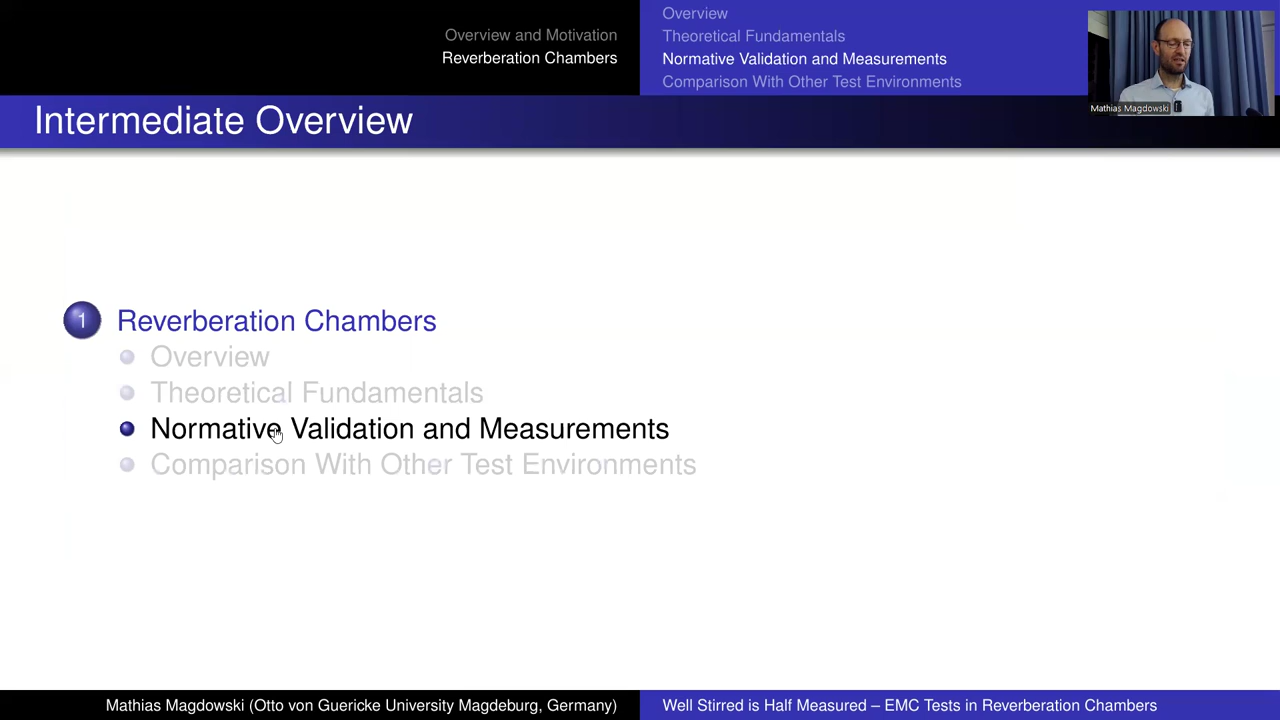 Overview and Motivation
Reverberation Chambers
Overview
Theoretical Fundamentals
Normative Validation and Measurements
Comparison With Other Test Environments
Mathias Magdowski
Intermediate Overview
1 Reverberation Chambers
Overview
Theoretical Fundamentals
Normative Validation and Measurements
Comparison With Other Test Environments
Mathias Magdowski (Otto von Guericke University Magdeburg, Germany)
Well Stirred is Half Measured – EMC Tests in Reverberation Chambers